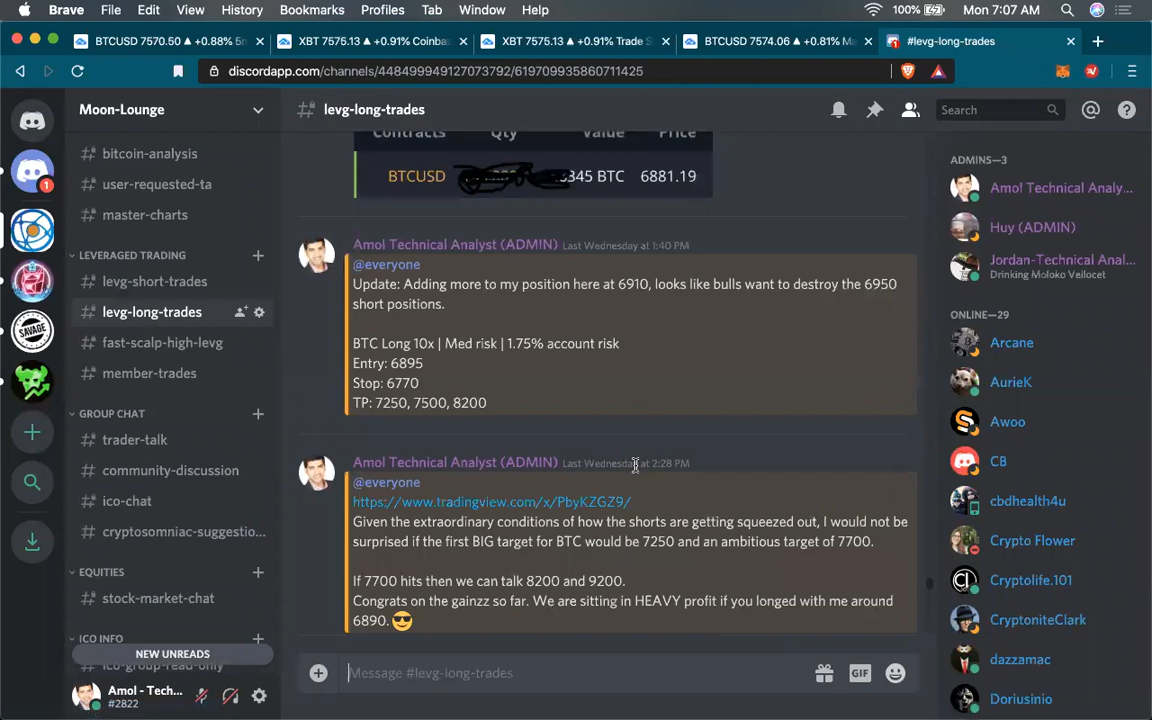 Brave File Edit View History Bookmarks Profiles Tab Window Help 100% Mon 7:07 AM
BTCUSD 7570.50 ▲+0.88% 5n
XBT 7575.13 ▲+0.91% Coinba
XBT 7575.13 ▲+0.91% Trade S
BTCUSD 7574.06 ▲+0.81% Ma
#levg-long-trades
discordapp.com/channels/448499949127073792/619709935860711425
Moon-Lounge
bitcoin-analysis
user-requested-ta
master-charts
LEVERAGED TRADING
levg-short-trades
levg-long-trades
fast-scalp-high-levg
member-trades
GROUP CHAT
trader-talk
community-discussion
ico-chat
cryptosomniac-suggestio...
EQUITIES
stock-market-chat
ICO INFO
NEW UNREADS
ico-group-read-only
Amol - Tech...
#2822
levg-long-trades
Search
Contracts Qty Value Price
BTCUSD 345 BTC 6881.19
Amol Technical Analyst (ADMIN) Last Wednesday at 1:40 PM
@everyone
Update: Adding more to my position here at 6910, looks like bulls want to destroy the 6950
short positions.
BTC Long 10x | Med risk | 1.75% account risk
Entry: 6895
Stop: 6770
TP: 7250, 7500, 8200
Amol Technical Analyst (ADMIN) Last Wednesday at 2:28 PM
@everyone
https://www.tradingview.com/x/PbyKZGZ9/
Given the extraordinary conditions of how the shorts are getting squeezed out, I would not be
surprised if the first BIG target for BTC would be 7250 and an ambitious target of 7700.
If 7700 hits then we can talk 8200 and 9200.
Congrats on the gainzz so far. We are sitting in HEAVY profit if you longed with me around
6890. 😎
Message #levg-long-trades
GIF
ADMINS—3
Amol Technical Analy...
Huy (ADMIN)
Jordan-Technical Anal...
Drinking Moloko Veilocet
ONLINE—29
Arcane
AurieK
Awoo
CB
cbdhealth4u
Crypto Flower
Cryptolife.101
CryptoniteClark
dazzamac
Doriusinio
1
SAVAGE